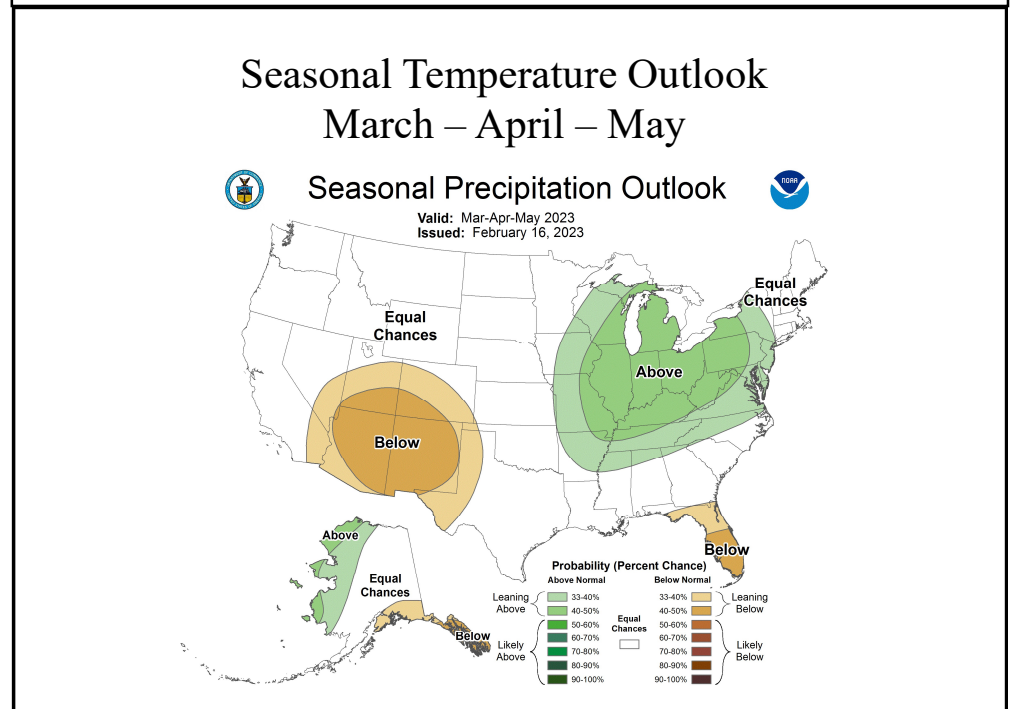 Seasonal Temperature Outlook
March – April – May
Seasonal Precipitation Outlook
NOAA
Valid: Mar-Apr-May 2023
Issued: February 16, 2023
Equal
Chances
Equal
Chances
Above
Below
Above
Equal
Chances
Below
Below
Probability (Percent Chance)
Above Normal
Below Normal
Leaning
Above
33-40%
40-50%
Likely
Above
50-60%
60-70%
70-80%
80-90%
90-100%
Equal
Chances
33-40%
40-50%
Leaning
Below
50-60%
60-70%
70-80%
80-90%
90-100%
Likely
Below